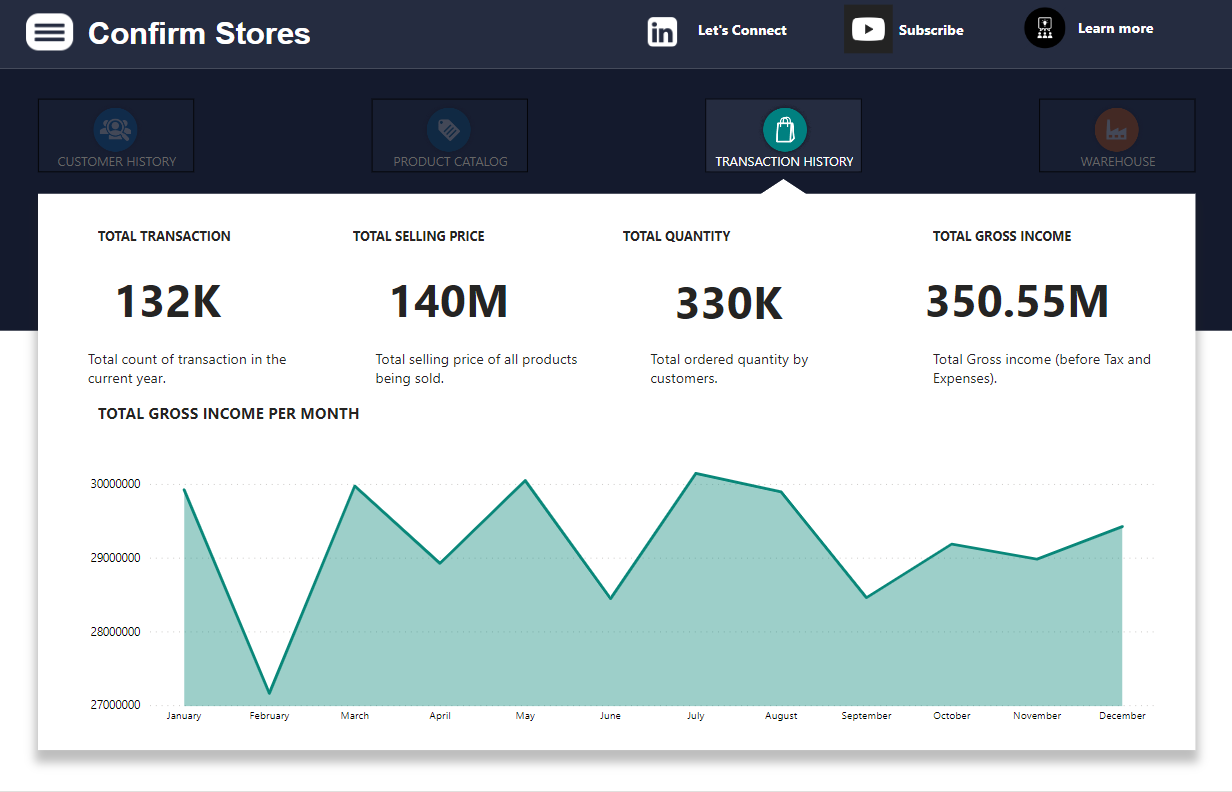 Confirm Stores
in Let's Connect
Subscribe
Learn more
CUSTOMER HISTORY
PRODUCT CATALOG
TRANSACTION HISTORY
WAREHOUSE
TOTAL TRANSACTION
TOTAL SELLING PRICE
TOTAL QUANTITY
TOTAL GROSS INCOME
132K
140M
330K
350.55M
Total count of transaction in the
current year.
Total selling price of all products
being sold.
Total ordered quantity by
customers.
Total Gross income (before Tax and
Expenses).
TOTAL GROSS INCOME PER MONTH
30000000
29000000
28000000
27000000
January February March April May June July August September October November December